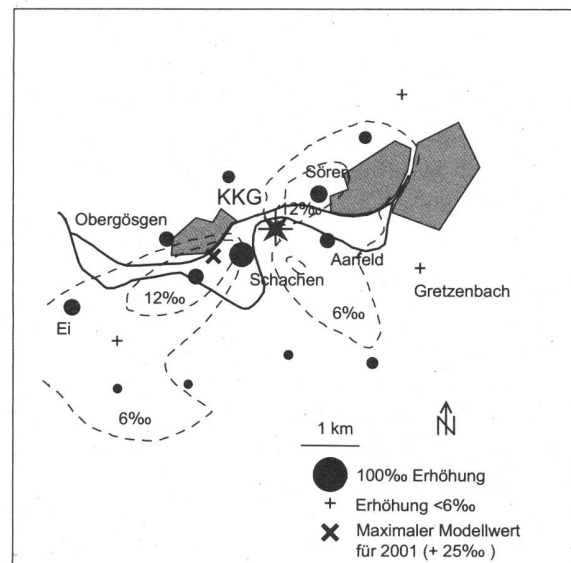 Sören
KKG
12‰
Obergösgen
Aarfeld
Schachen
Gretzenbach
12‰
6‰
Ei
6‰
1 km
N
100‰ Erhöhung
Erhöhung <6‰
Maximaler Modellwert
für 2001 (+ 25‰ )